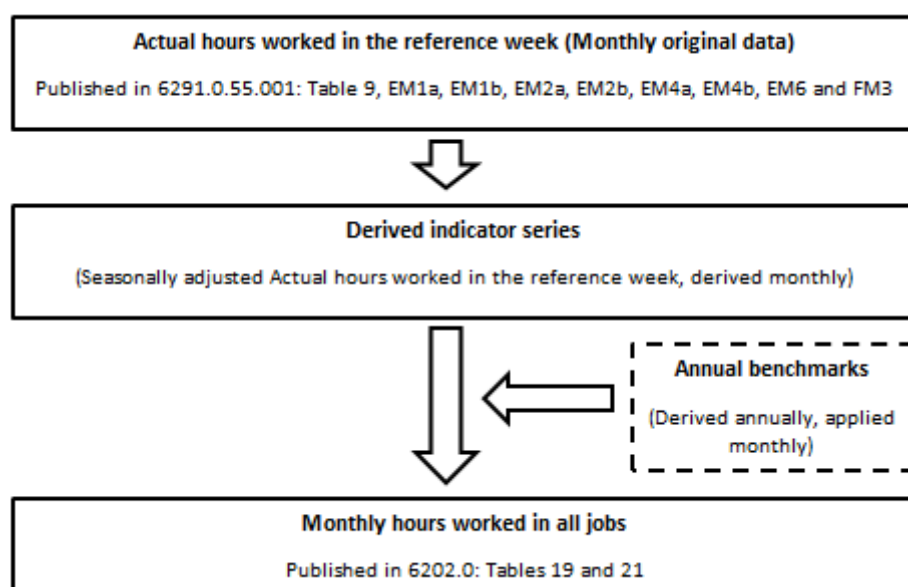 Actual hours worked in the reference week (Monthly original data)
Published in 6291.0.55.001: Table 9, EM1a, EM1b, EM2a, EM2b, EM4a, EM4b, EM6 and FM3
Derived indicator series
(Seasonally adjusted Actual hours worked in the reference week, derived monthly)
Annual benchmarks
(Derived annually, applied
monthly)
Monthly hours worked in all jobs
Published in 6202.0: Tables 19 and 21